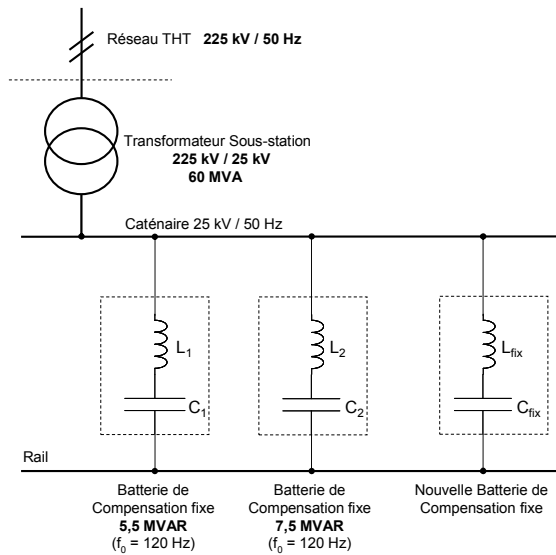 Réseau THT 225 kV / 50 Hz
Transformateur Sous-station
225 kV / 25 kV
60 MVA
Caténaire 25 kV / 50 Hz
L1
C1
L2
C2
Lfix
Cfix
Rail
Batterie de
Compensation fixe
5,5 MVAR
(f0 = 120 Hz)
Batterie de
Compensation fixe
7,5 MVAR
(f0 = 120 Hz)
Nouvelle Batterie de
Compensation fixe